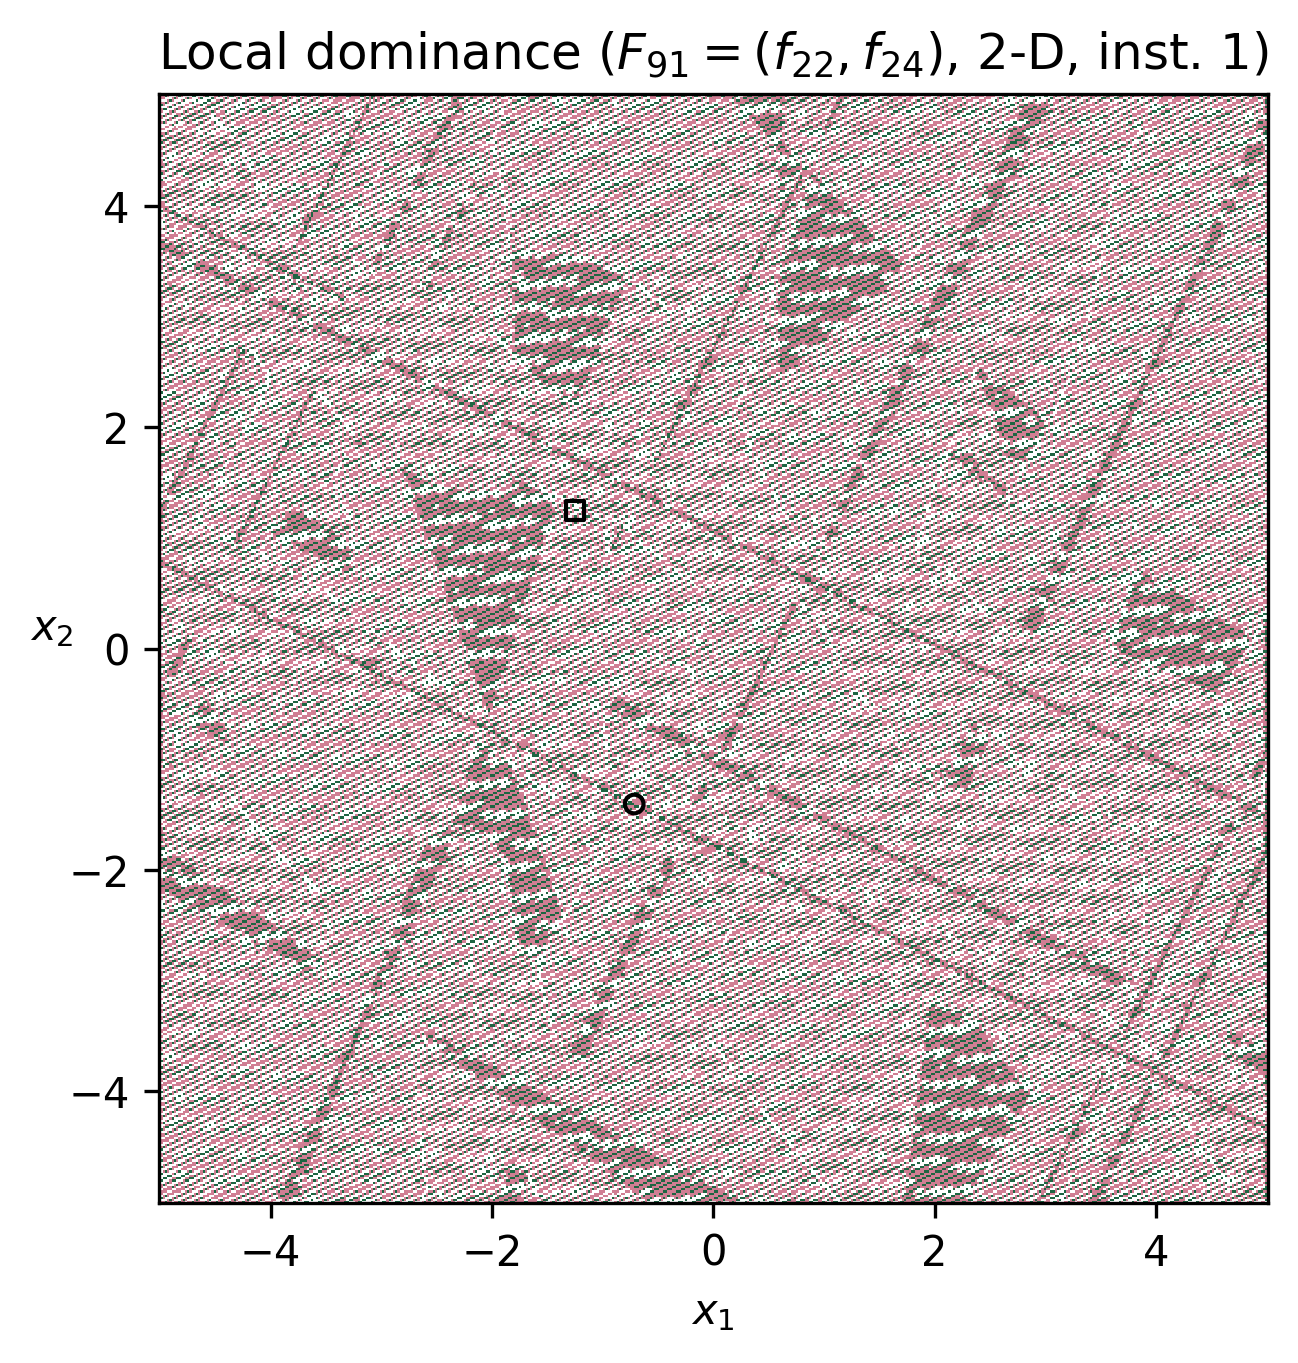 Local dominance (F₉₁ = (f₂₂, f₂₄), 2-D, inst. 1)
4
2
x₂
0
−2
−4
−4 −2 0 2 4
x₁